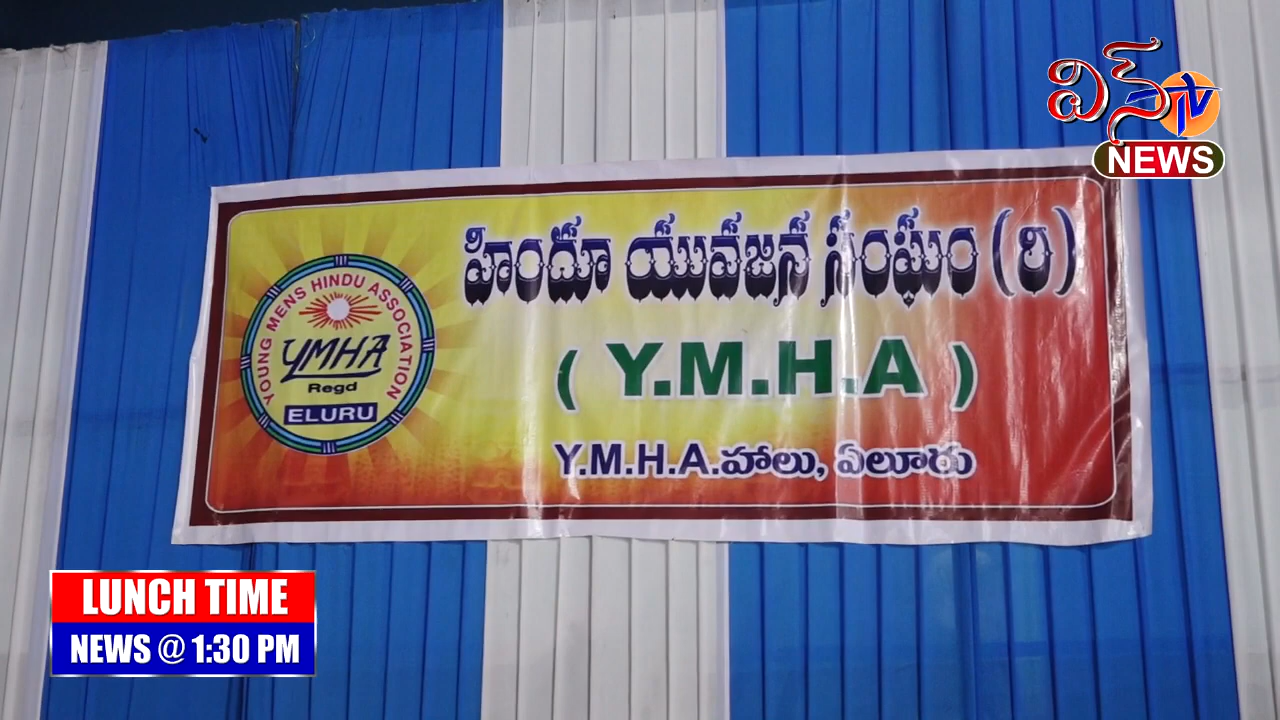 విన్ TV
NEWS
హిందూ యువజన సంఘం (రి)
( Y.M.H.A )
Y.M.H.A.హాలు, ఏలూరు
YOUNG MENS HINDU ASSOCIATION
YMHA
Regd
ELURU
LUNCH TIME
NEWS @ 1:30 PM